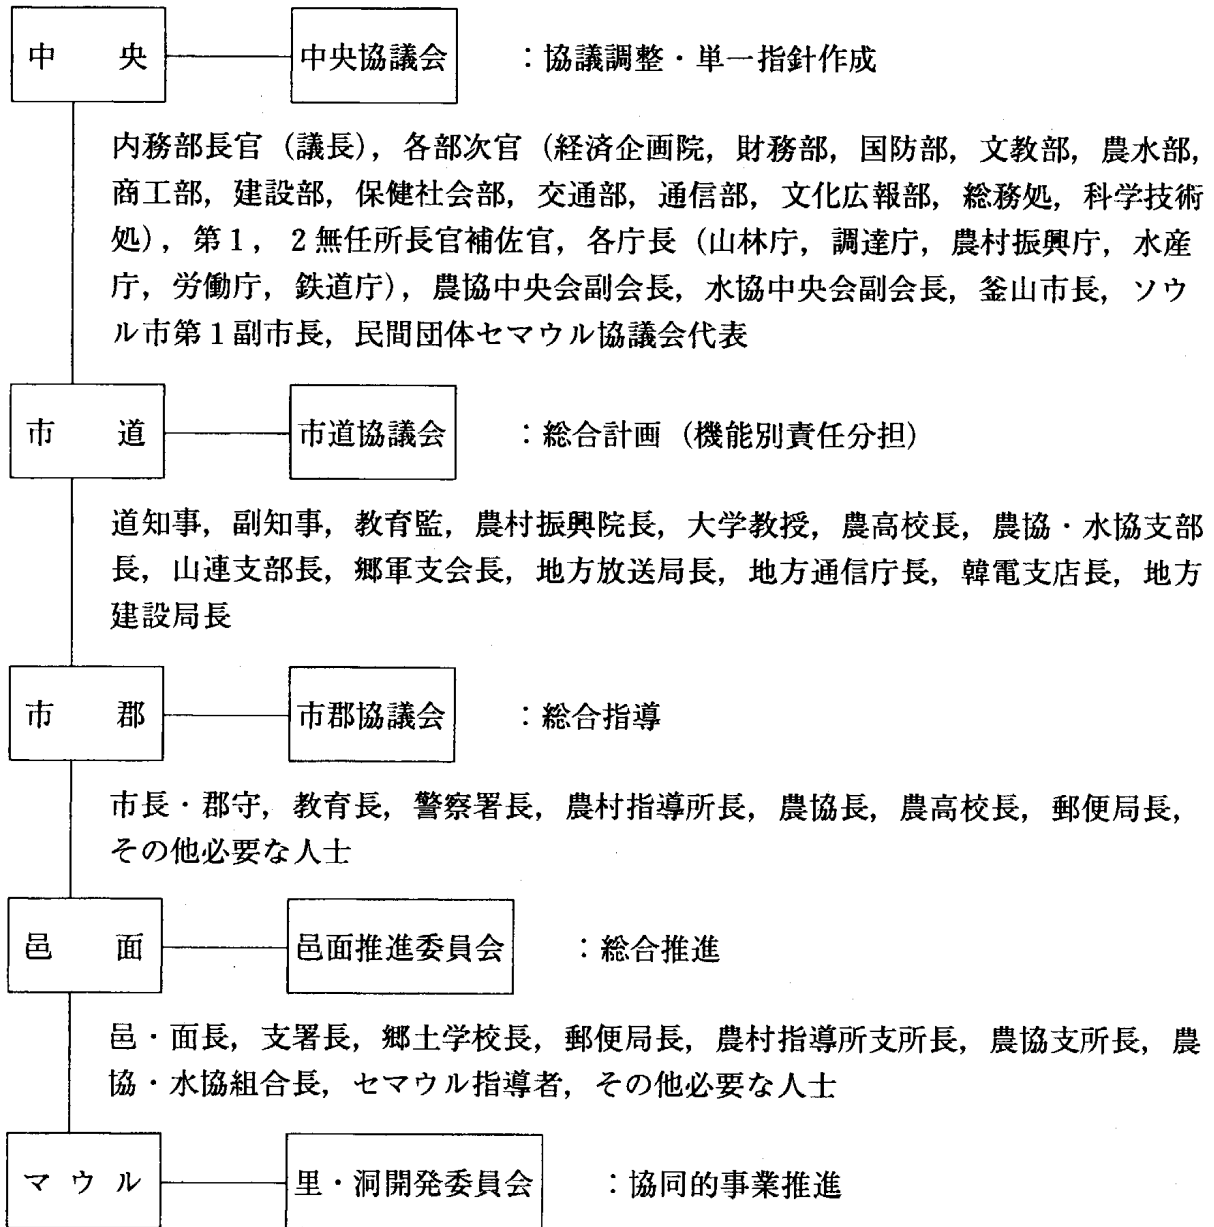 中　央　中央協議会　：協議調整・単一指針作成
内務部長官（議長），各部次官（経済企画院，財務部，国防部，文教部，農水部，
商工部，建設部，保健社会部，交通部，通信部，文化広報部，総務処，科学技術
処），第１，２無任所長官補佐官，各庁長（山林庁，調達庁，農村振興庁，水産
庁，労働庁，鉄道庁），農協中央会副会長，水協中央会副会長，釜山市長，ソウ
ル市第１副市長，民間団体セマウル協議会代表
市　道　市道協議会　：総合計画（機能別責任分担）
道知事，副知事，教育監，農村振興院長，大学教授，農高校長，農協・水協支部
長，山連支部長，郷軍支会長，地方放送局長，地方通信庁長，韓電支店長，地方
建設局長
市　郡　市郡協議会　：総合指導
市長・郡守，教育長，警察署長，農村指導所長，農協長，農高校長，郵便局長，
その他必要な人士
邑　面　邑面推進委員会　：総合推進
邑・面長，支署長，郷土学校長，郵便局長，農村指導所支所長，農協支所長，農
協・水協組合長，セマウル指導者，その他必要な人士
マウル　里・洞開発委員会　：協同的事業推進